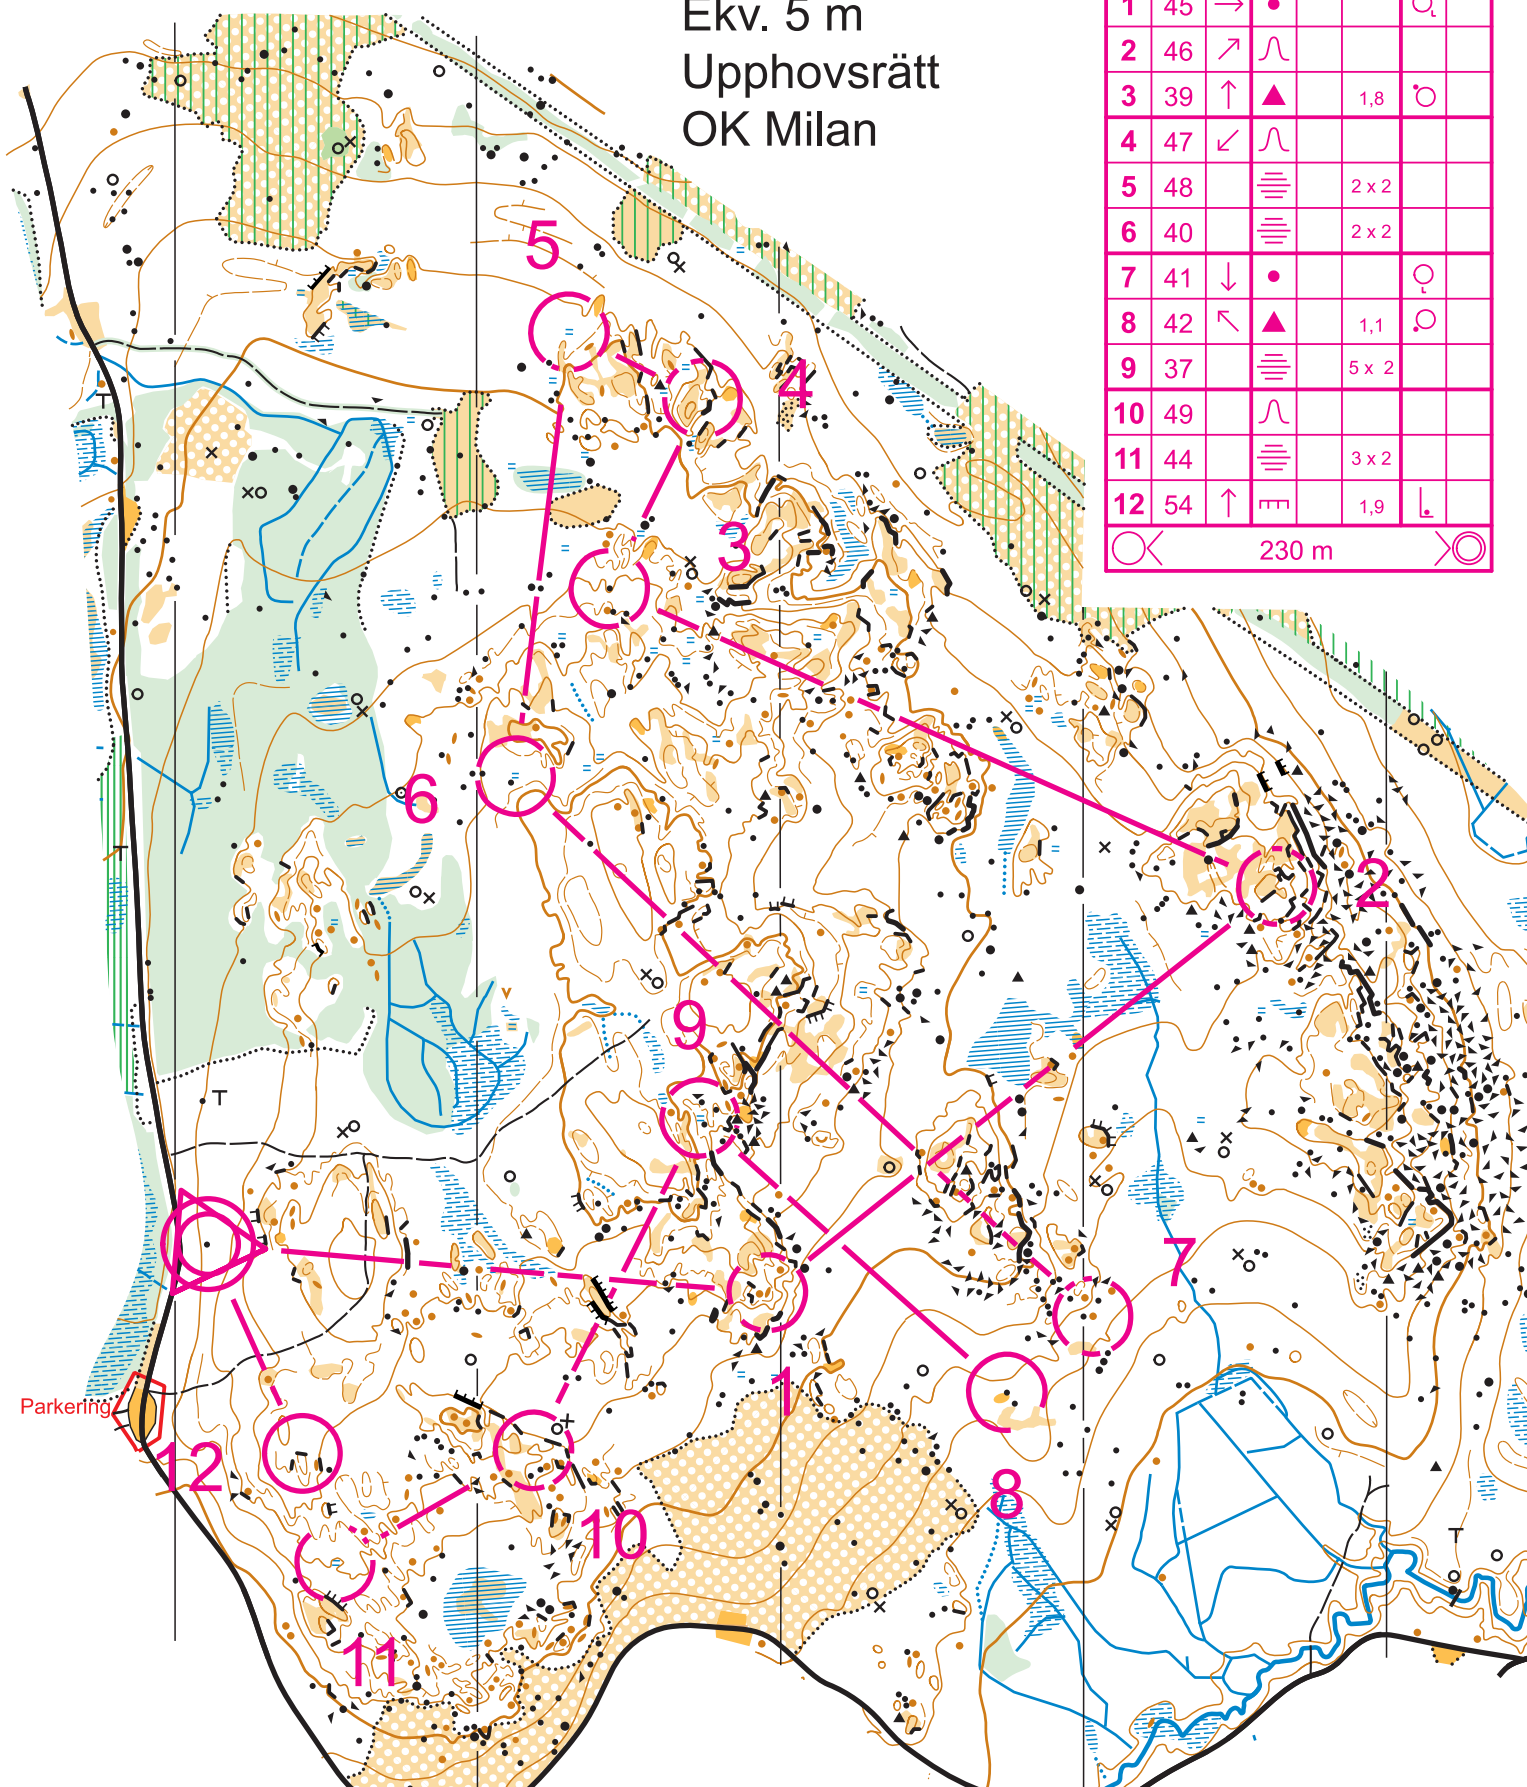 Ekv. 5 m
Upphovsrätt
OK Milan
1 45
2 46
3 39 1,8
4 47
5 48 2 x 2
6 40 2 x 2
7 41
8 42 1,1
9 37 5 x 2
10 49
11 44 3 x 2
12 54 1,9
230 m
5
4
3
6
2
9
7
1
Parkering
12
8
10
11